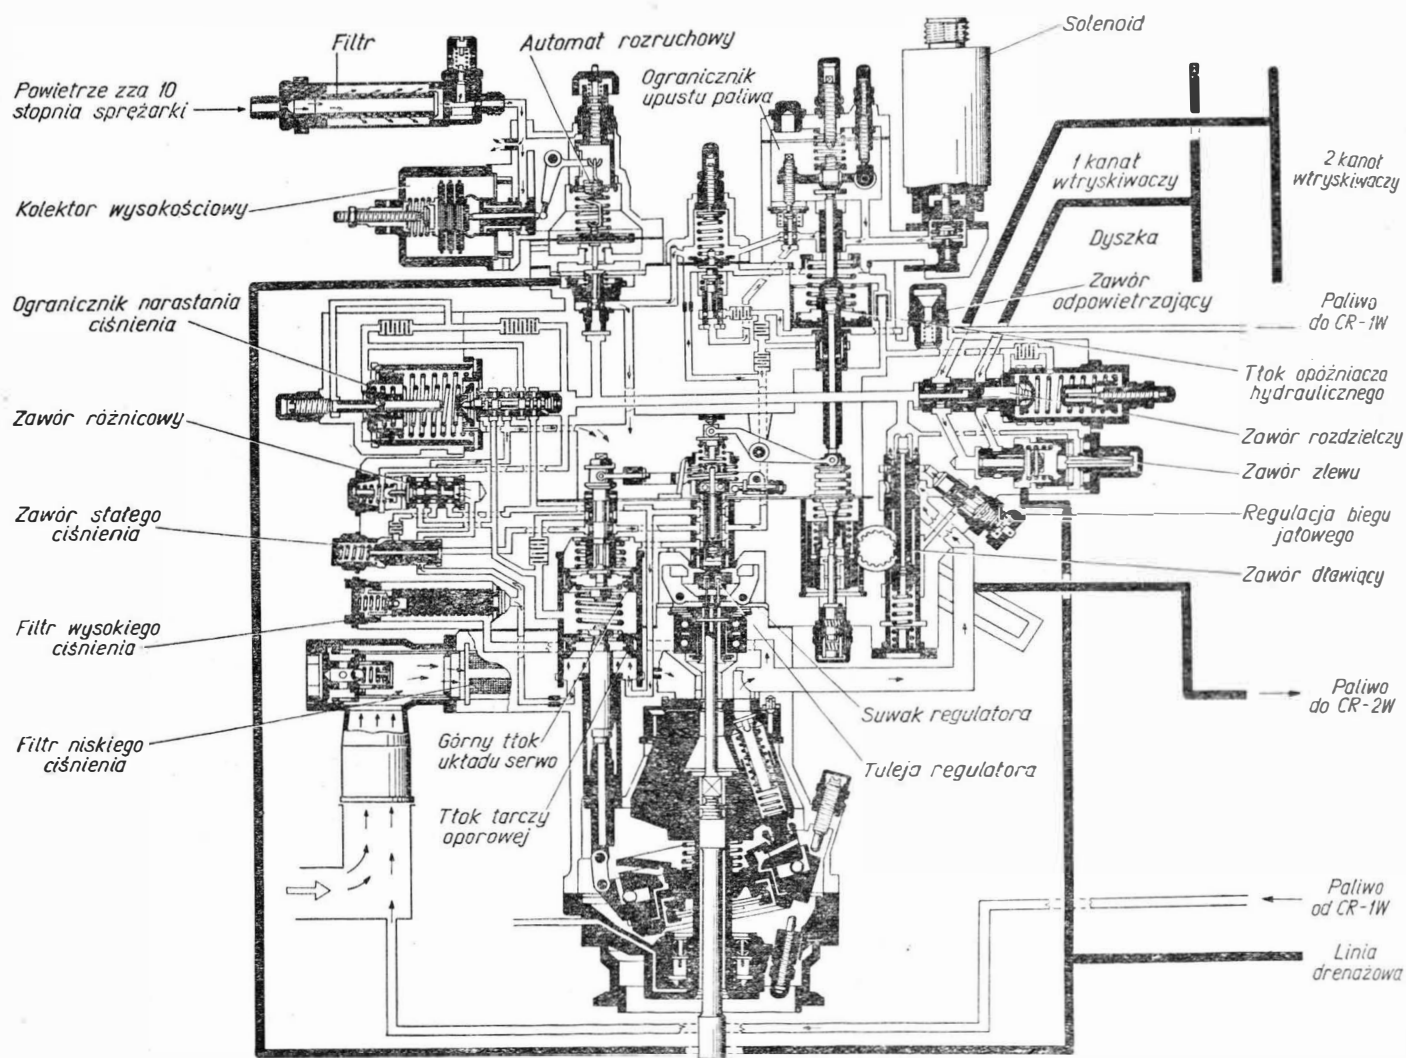 Filtr
Automat rozruchowy
Solenoid
Powietrze zza 10
stopnia sprężarki
Ogranicznik
upustu paliwa
1 kanał
wtryskiwaczy
2 kanał
wtryskiwaczy
Kolektor wysokościowy
Dyszka
Zawór
odpowietrzający
Ogranicznik narastania
ciśnienia
Paliwo
do CR-1W
Tłok opóźniacza
hydraulicznego
Zawór różnicowy
Zawór rozdzielczy
Zawór zlewu
Zawór stałego
ciśnienia
Regulacja biegu
jałowego
Zawór dławiący
Filtr wysokiego
ciśnienia
Paliwo
do CR-2W
Suwak regulatora
Filtr niskiego
ciśnienia
Górny tłok
układu serwo
Tuleja regulatora
Tłok tarczy
oporowej
Paliwo
od CR-1W
Linia
drenażowa